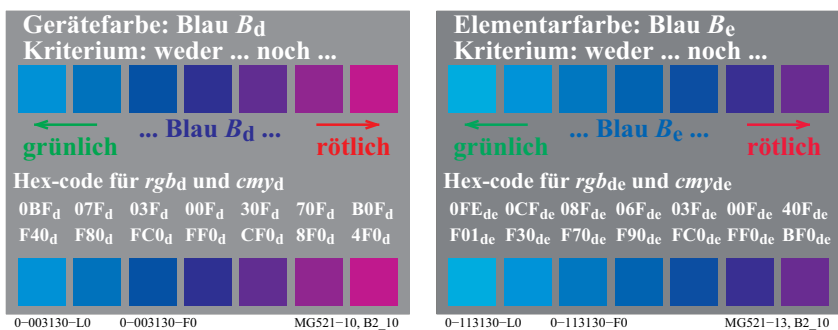 Gerätefarbe: Blau Bd
Kriterium: weder ... noch ...
... Blau Bd ...
grünlich
rötlich
Hex-code für rgbd und cmyd
0BFd 07Fd 03Fd 00Fd 30Fd 70Fd B0Fd
F40d F80d FC0d FF0d CF0d 8F0d 4F0d
0−003130−L0 0−003130−F0 MG521−10, B2_10
Elementarfarbe: Blau Be
Kriterium: weder ... noch ...
... Blau Be ...
grünlich
rötlich
Hex-code für rgbde und cmyde
0FEde 0CFde 08Fde 06Fde 03Fde 00Fde 40Fde
F01de F30de F70de F90de FC0de FF0de BF0de
0−113130−L0 0−113130−F0 MG521−13, B2_10